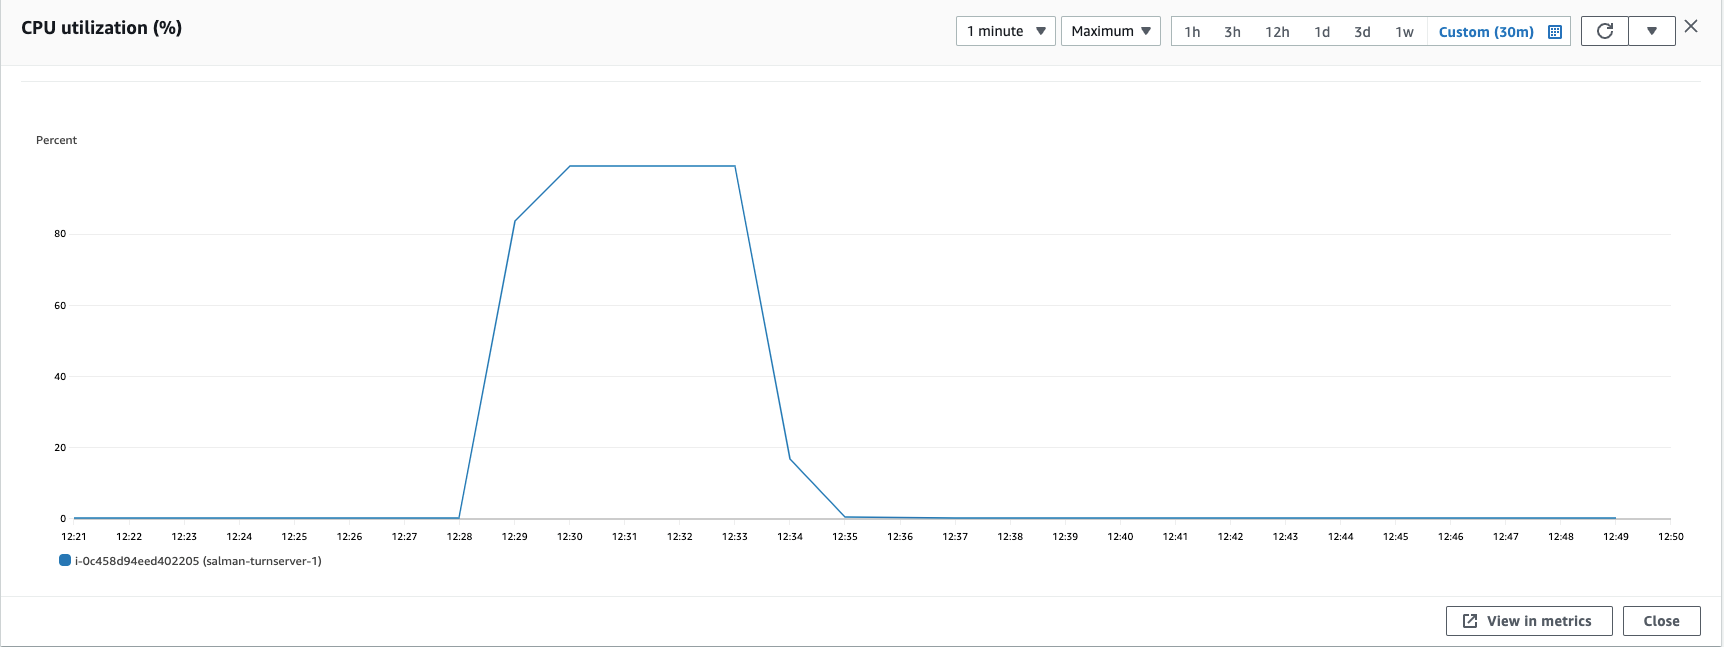 CPU utilization (%)
1 minute
Maximum
1h 3h 12h 1d 3d 1w Custom (30m)
Percent
80
60
40
20
0
12:21 12:22 12:23 12:24 12:25 12:26 12:27 12:28 12:29 12:30 12:31 12:32 12:33 12:34 12:35 12:36 12:37 12:38 12:39 12:40 12:41 12:42 12:43 12:44 12:45 12:46 12:47 12:48 12:49 12:50
i-0c458d94eed402205 (salman-turnserver-1)
View in metrics
Close